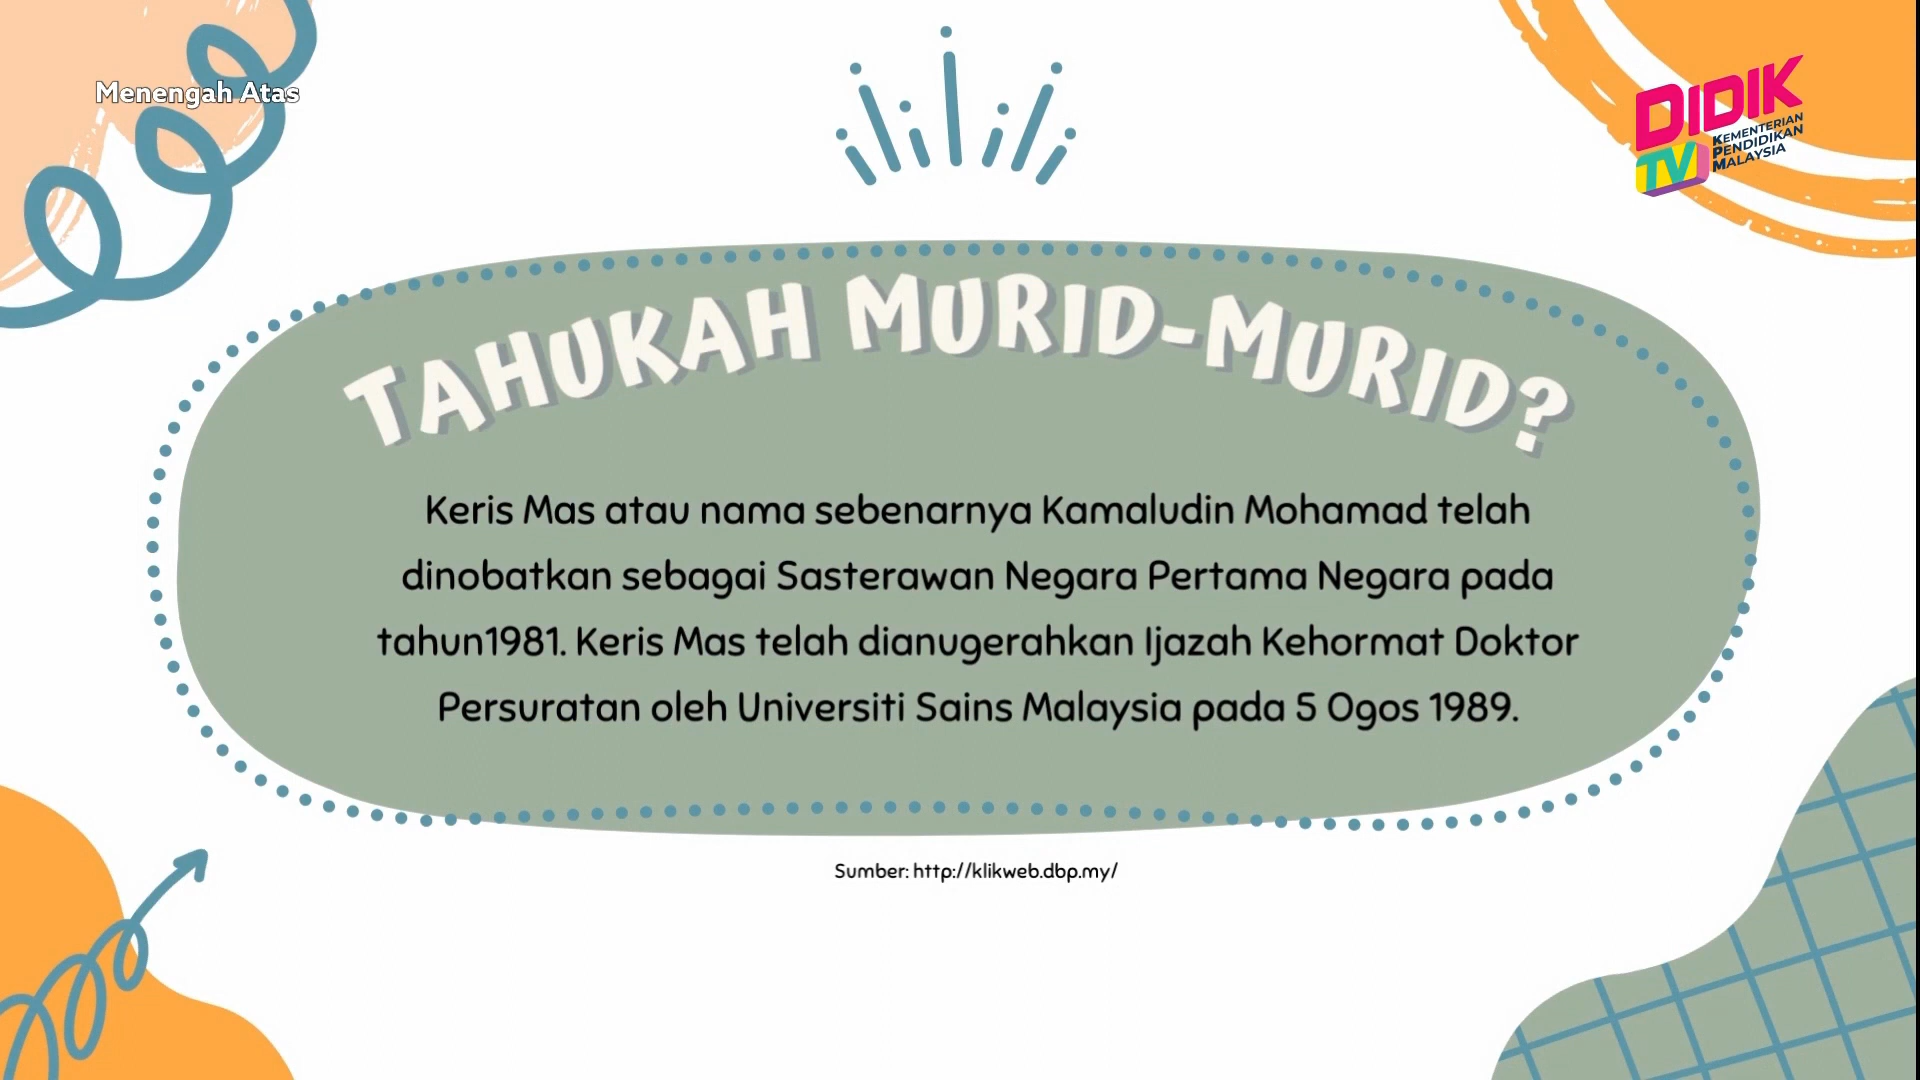 Menengah Atas
DIDIK
TV
KEMENTERIAN
PENDIDIKAN
MALAYSIA
TAHUKAH MURID-MURID?
Keris Mas atau nama sebenarnya Kamaludin Mohamad telah
dinobatkan sebagai Sasterawan Negara Pertama Negara pada
tahun1981. Keris Mas telah dianugerahkan Ijazah Kehormat Doktor
Persuratan oleh Universiti Sains Malaysia pada 5 Ogos 1989.
Sumber: http://klikweb.dbp.my/